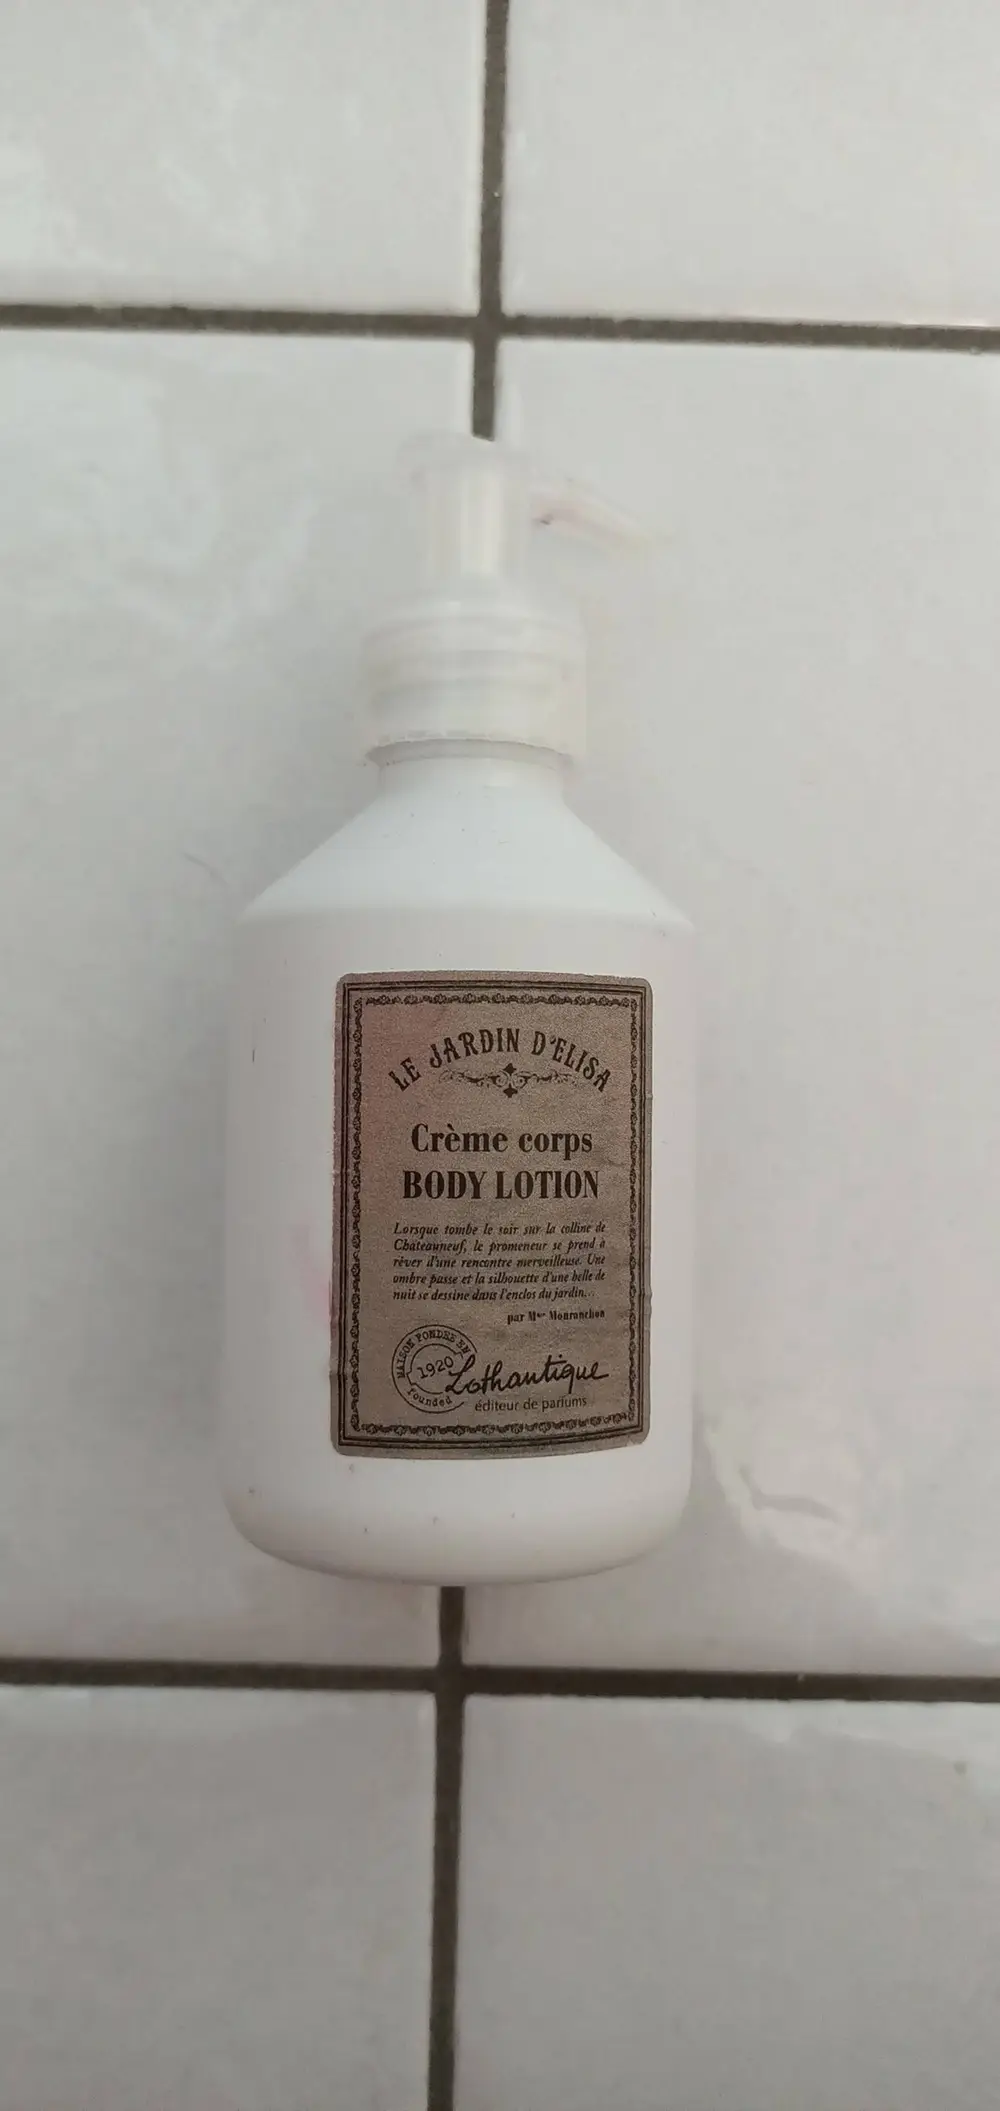 LE JARDIN D'ELISA
Crème corps
BODY LOTION
Lorsque tombe le soir sur la colline de
Chateauneuf, le promeneur se prend à
rêver d'une rencontre merveilleuse. Une
ombre passe et la silhouette d'une belle de
nuit se dessine dans l'enclos du jardin...
par Mme
MAISON FONDÉE EN
1920
founded
Lothantique
éditeur de parfums